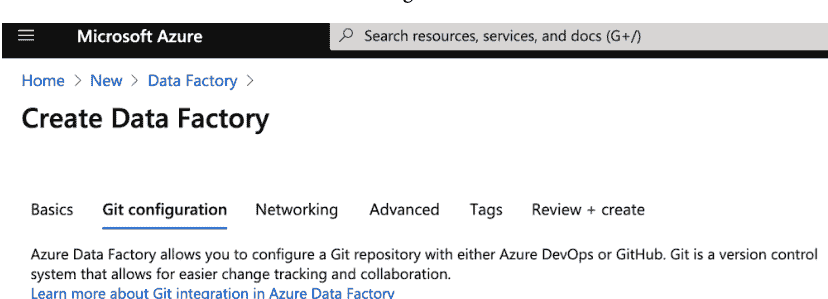 Microsoft Azure
Search resources, services, and docs (G+/)
Home > New > Data Factory >
Create Data Factory
Basics Git configuration Networking Advanced Tags Review + create
Azure Data Factory allows you to configure a Git repository with either Azure DevOps or GitHub. Git is a version control
system that allows for easier change tracking and collaboration.
Learn more about Git integration in Azure Data Factory